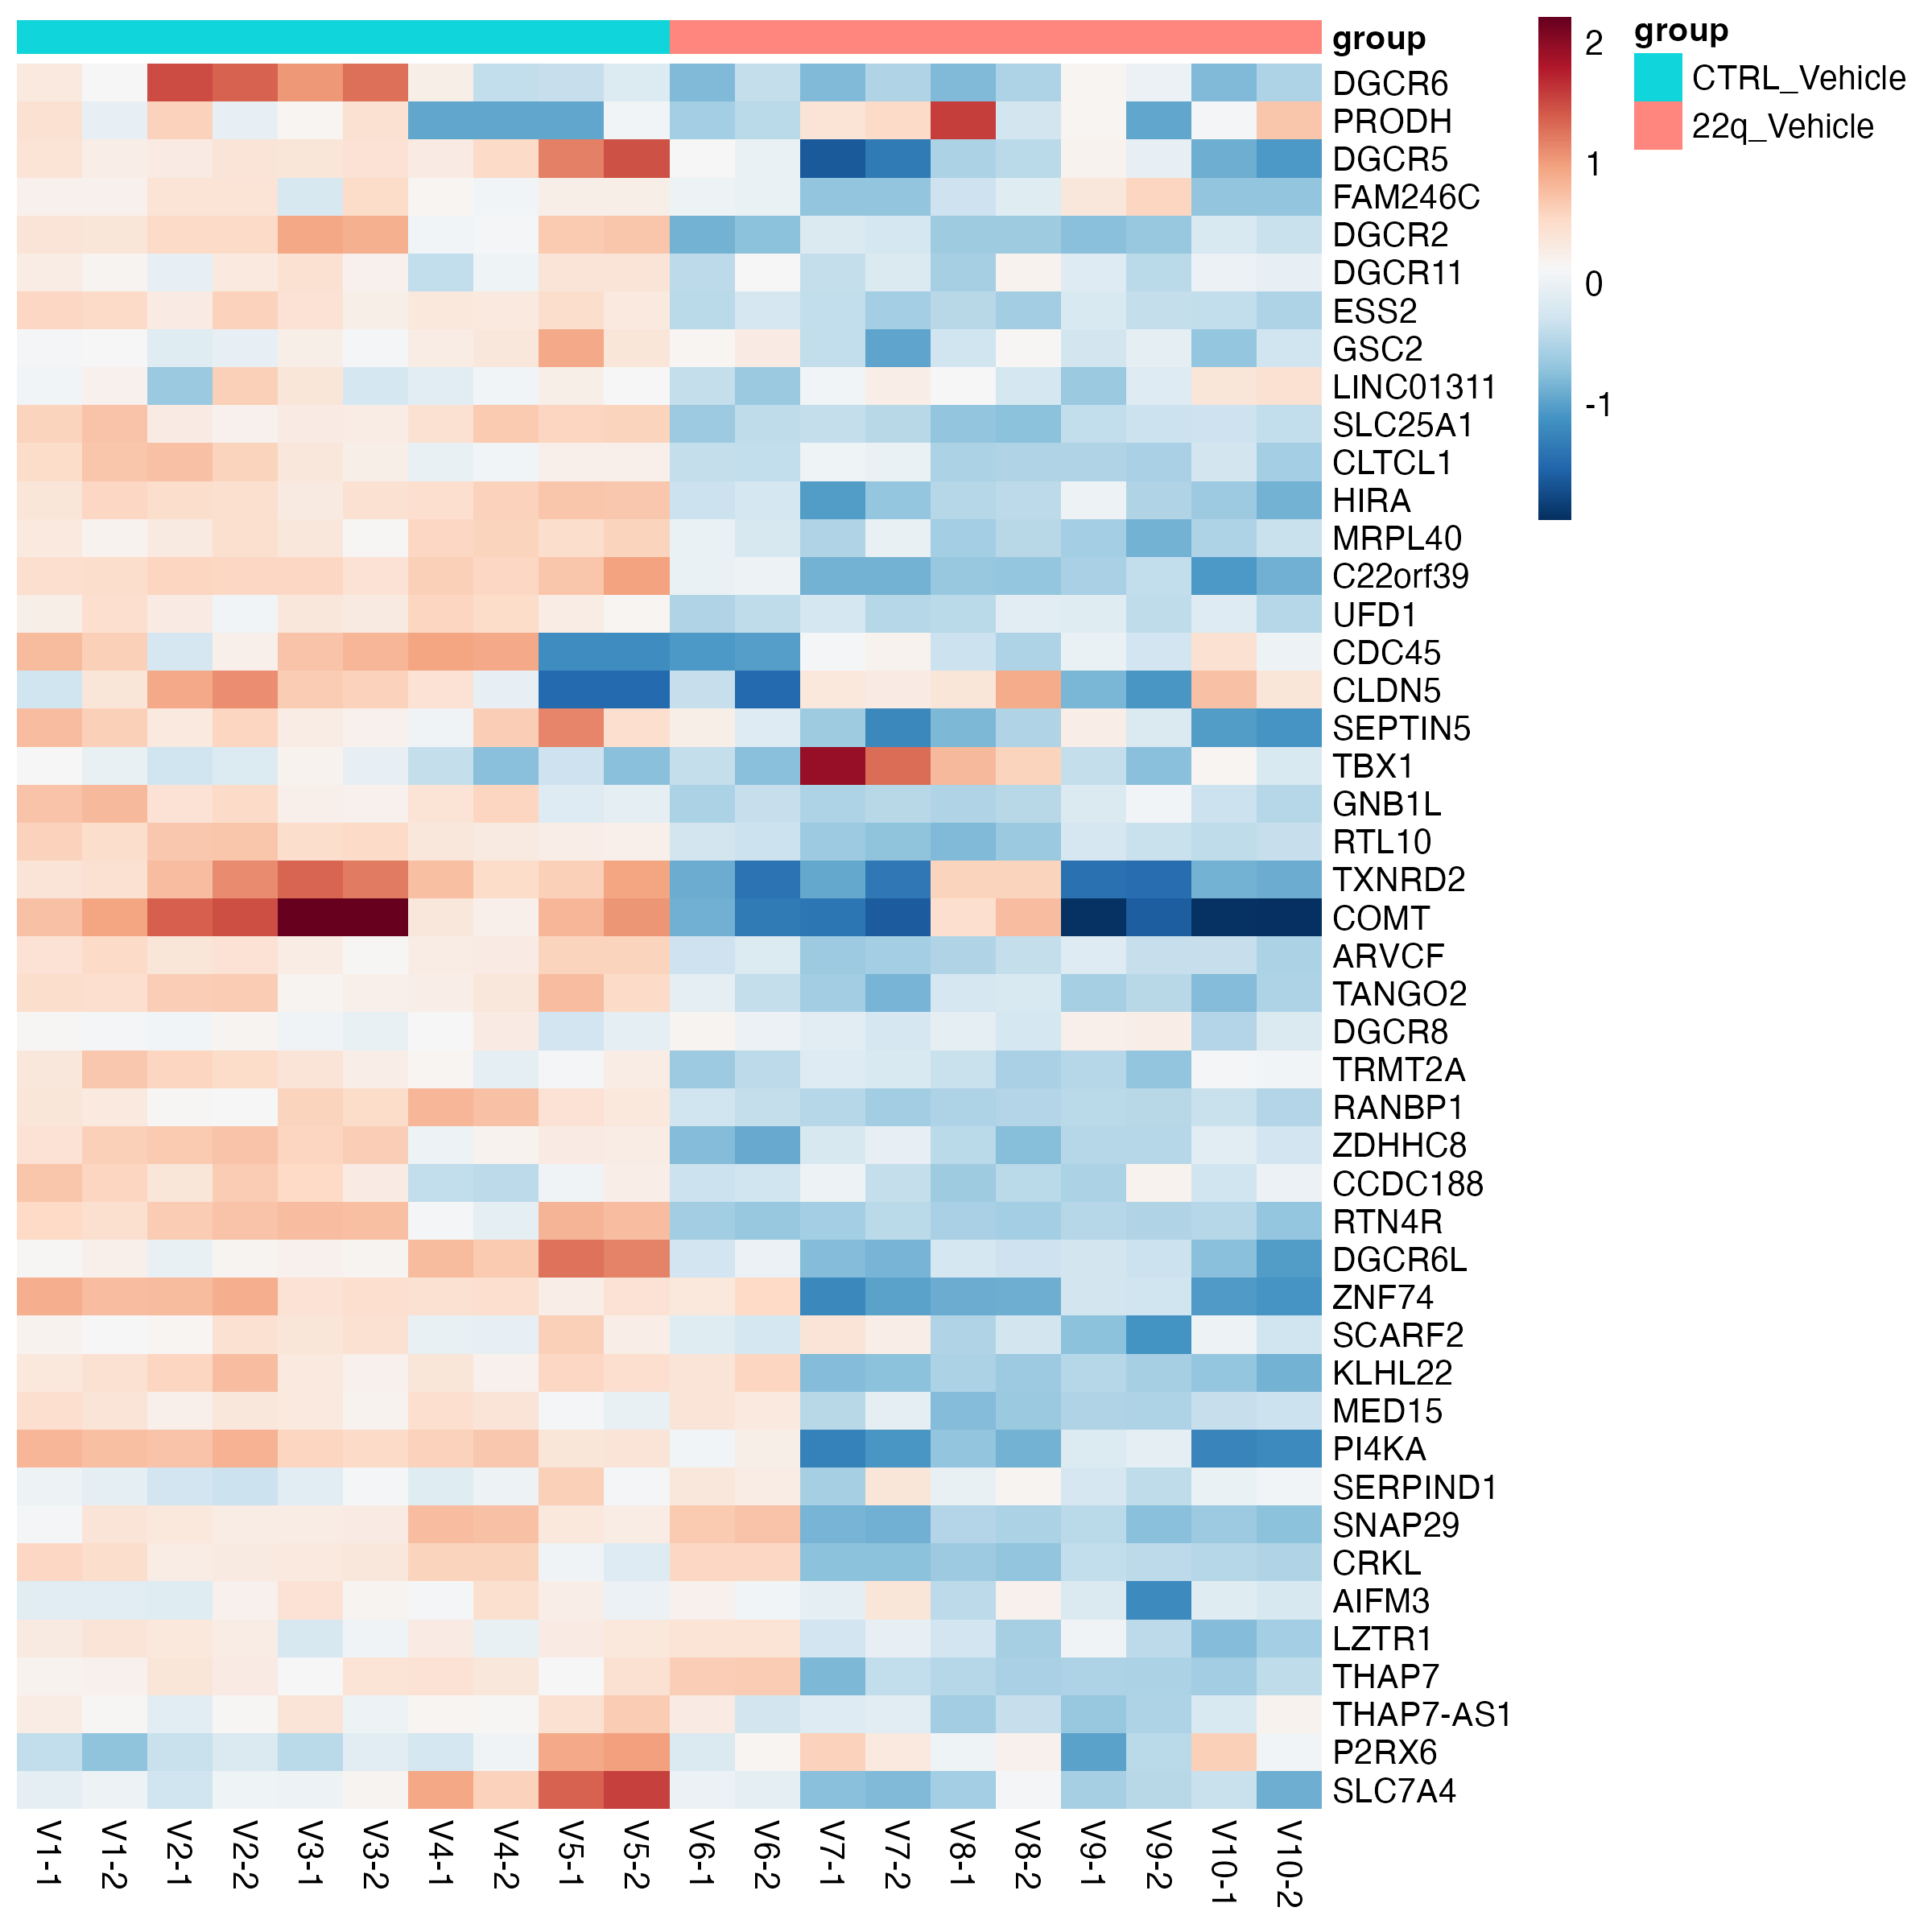 group
DGCR6
PRODH
DGCR5
FAM246C
DGCR2
DGCR11
ESS2
GSC2
LINC01311
SLC25A1
CLTCL1
HIRA
MRPL40
C22orf39
UFD1
CDC45
CLDN5
SEPTIN5
TBX1
GNB1L
RTL10
TXNRD2
COMT
ARVCF
TANGO2
DGCR8
TRMT2A
RANBP1
ZDHHC8
CCDC188
RTN4R
DGCR6L
ZNF74
SCARF2
KLHL22
MED15
PI4KA
SERPIND1
SNAP29
CRKL
AIFM3
LZTR1
THAP7
THAP7-AS1
P2RX6
SLC7A4
V1-1
V1-2
V2-1
V2-2
V3-1
V3-2
V4-1
V4-2
V5-1
V5-2
V6-1
V6-2
V7-1
V7-2
V8-1
V8-2
V9-1
V9-2
V10-1
V10-2
2
1
0
-1
group
CTRL_Vehicle
22q_Vehicle